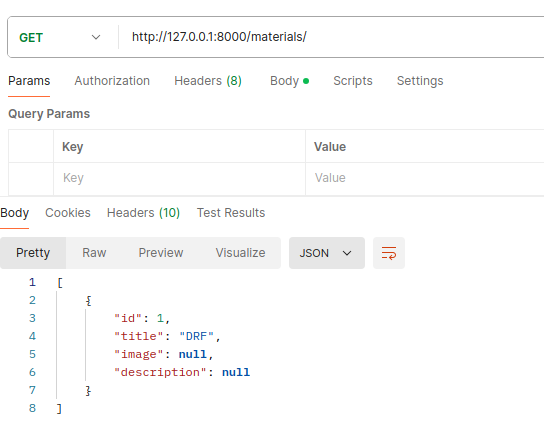 GET http://127.0.0.1:8000/materials/
Params Authorization Headers (8) Body Scripts Settings
Query Params
Key Value
Key Value
Body Cookies Headers (10) Test Results
Pretty Raw Preview Visualize JSON
1 [
2 {
3 "id": 1,
4 "title": "DRF",
5 "image": null,
6 "description": null
7 }
8 ]